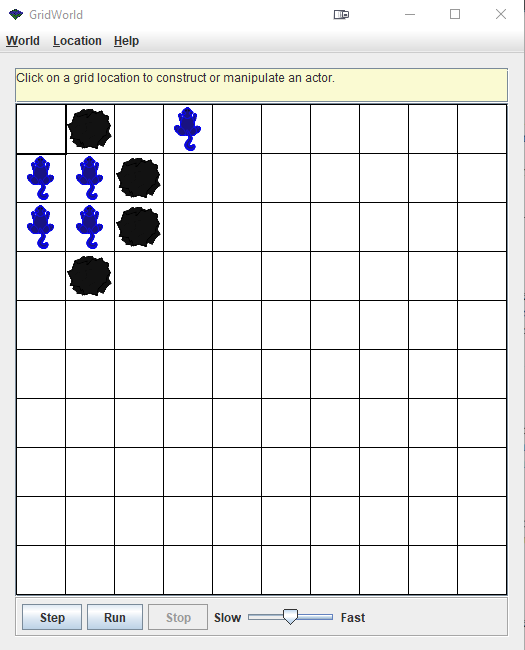 GridWorld
World Location Help
Click on a grid location to construct or manipulate an actor.
Step Run Stop Slow Fast